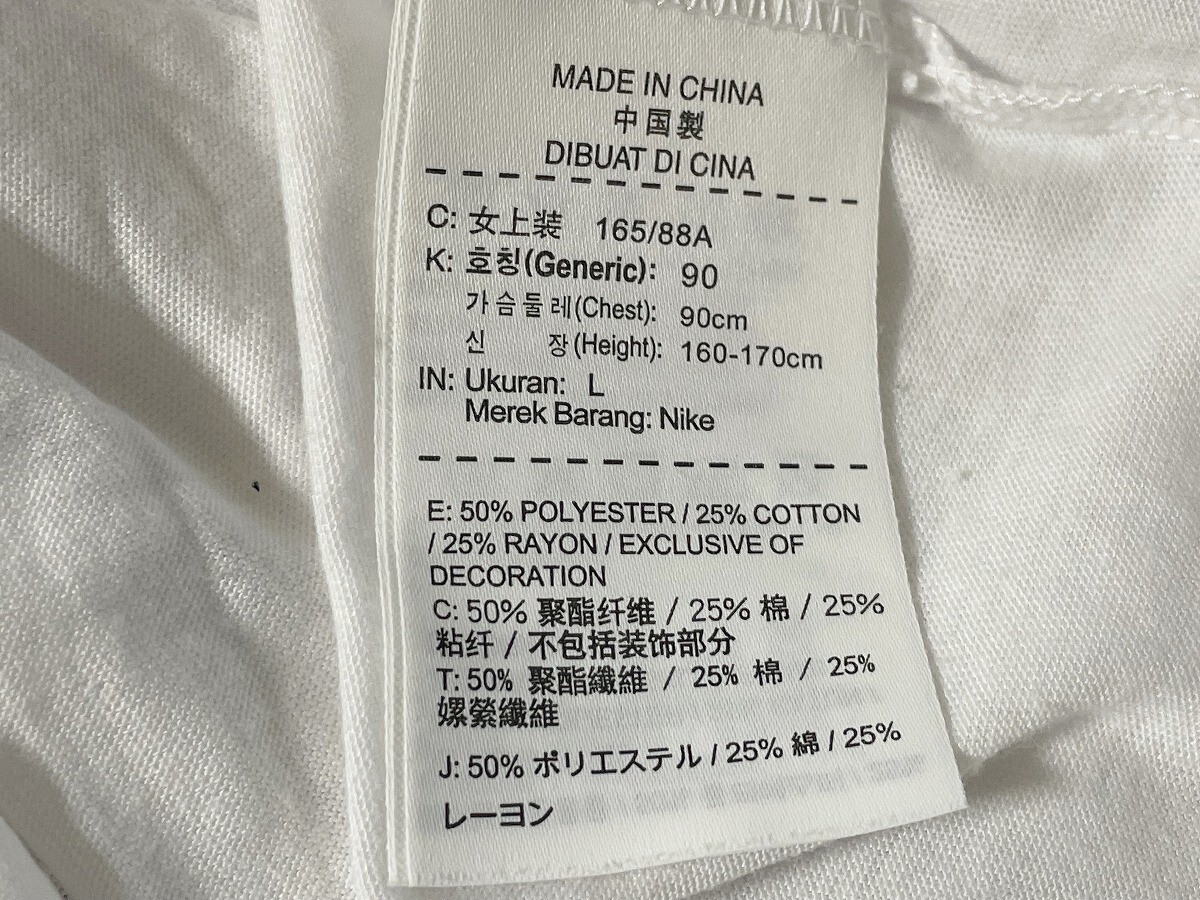 MADE IN CHINA
中国製
DIBUAT DI CINA
C: 女上装 165/88A
K: 호칭(Generic): 90
가슴둘레(Chest): 90cm
신 장(Height): 160-170cm
IN: Ukuran: L
Merek Barang: Nike
E: 50% POLYESTER / 25% COTTON
/ 25% RAYON / EXCLUSIVE OF
DECORATION
C: 50% 聚酯纤维 / 25% 棉 / 25%
粘纤 / 不包括装饰部分
T: 50% 聚酯纖維 / 25% 棉 / 25%
嫘縈纖維
J: 50% ポリエステル / 25% 綿 / 25%
レーヨン